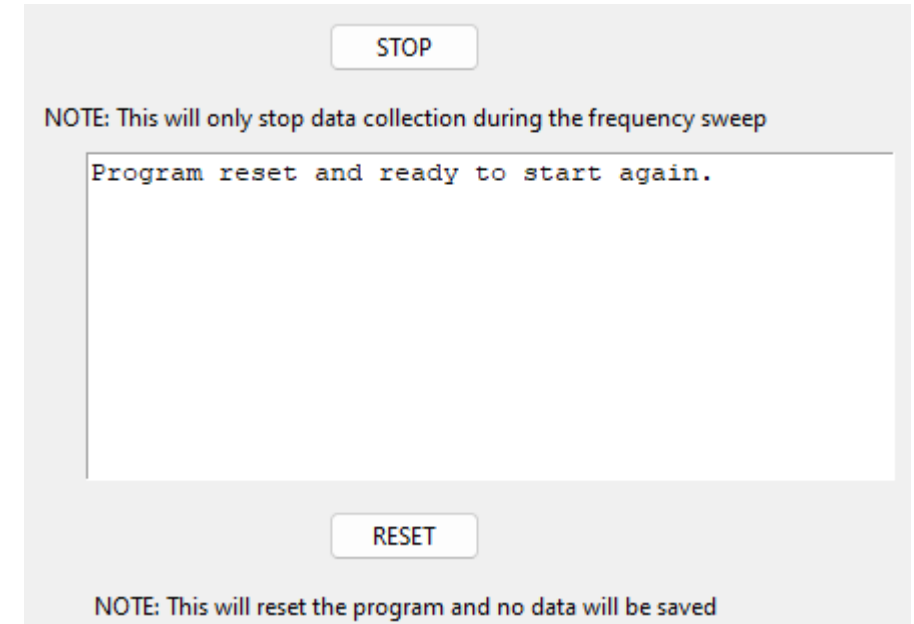 STOP
NOTE: This will only stop data collection during the frequency sweep
Program reset and ready to start again.
RESET
NOTE: This will reset the program and no data will be saved